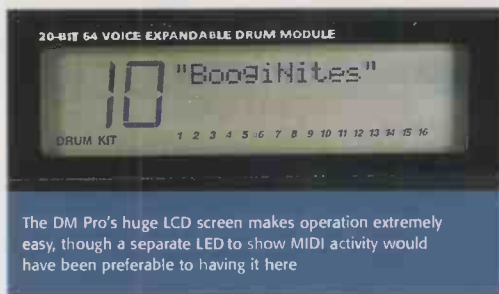 20-BIT 64 VOICE EXPANDABLE DRUM MODULE
10 "BoogiNites"
DRUM KIT 1 2 3 4 5 6 7 8 9 10 11 12 13 14 15 16
The DM Pro's huge LCD screen makes operation extremely
easy, though a separate LED to show MIDI activity would
have been preferable to having it here